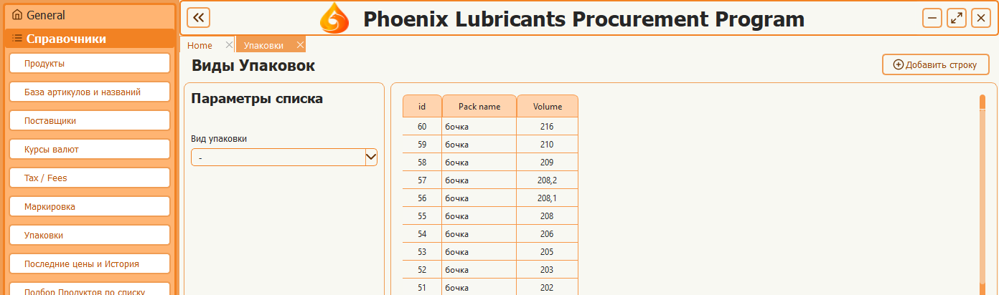 General
Справочники
Продукты
База артикулов и названий
Поставщики
Курсы валют
Tax / Fees
Маркировка
Упаковки
Последние цены и История
Подбор Продуктов по списку
Phoenix Lubricants Procurement Program
Home
Упаковки
Виды Упаковок
Добавить строку
Параметры списка
Вид упаковки
-
id Pack name Volume
60 бочка 216
59 бочка 210
58 бочка 209
57 бочка 208,2
56 бочка 208,1
55 бочка 208
54 бочка 206
53 бочка 205
52 бочка 203
51 бочка 202